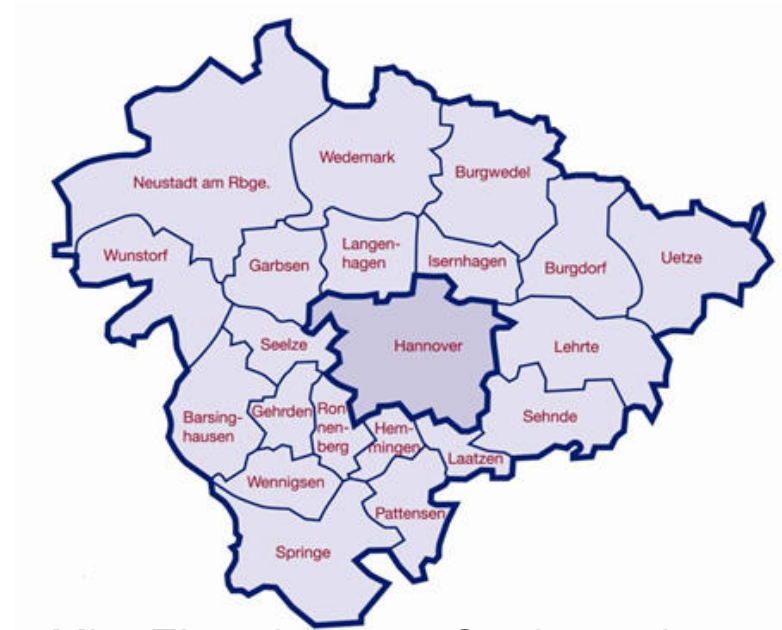 Wedemark
Burgwedel
Neustadt am Rbge.
Wunstorf
Garbsen
Langen-
hagen
Isernhagen
Burgdorf
Uetze
Seelze
Hannover
Lehrte
Barsing-
hausen
Gehrden
Ron
nen-
berg
Hem-
mingen
Laatzen
Sehnde
Wennigsen
Pattensen
Springe